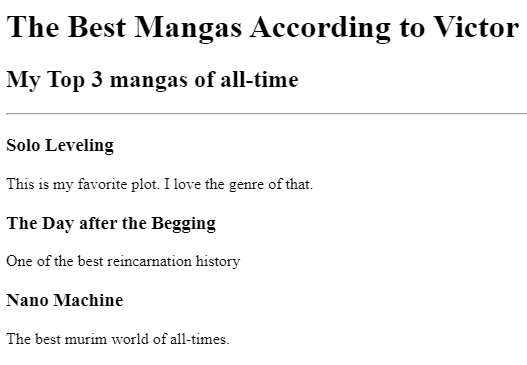 The Best Mangas According to Victor
My Top 3 mangas of all-time
Solo Leveling
This is my favorite plot. I love the genre of that.
The Day after the Begging
One of the best reincarnation history
Nano Machine
The best murim world of all-times.